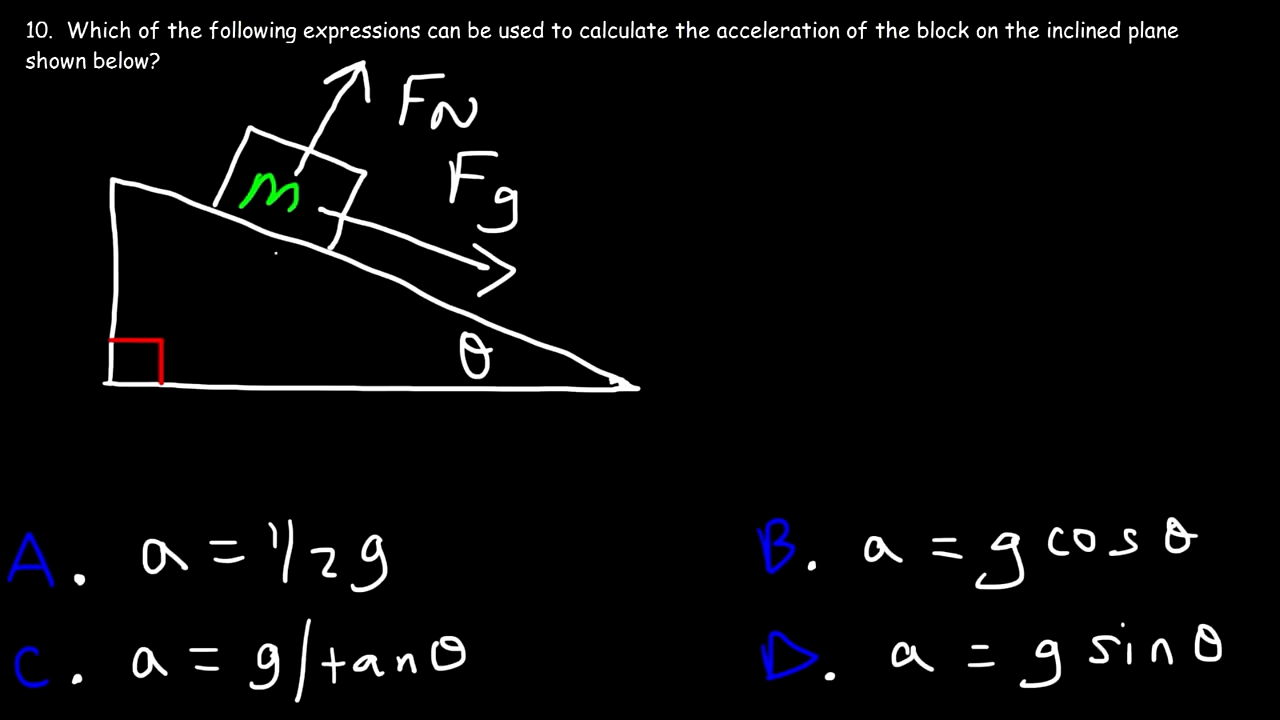 10. Which of the following expressions can be used to calculate the acceleration of the block on the inclined plane
shown below?
FN
Fg
m
θ
A. a = 1/2 g
B. a = g cos θ
C. a = g/tan θ
D. a = g sin θ